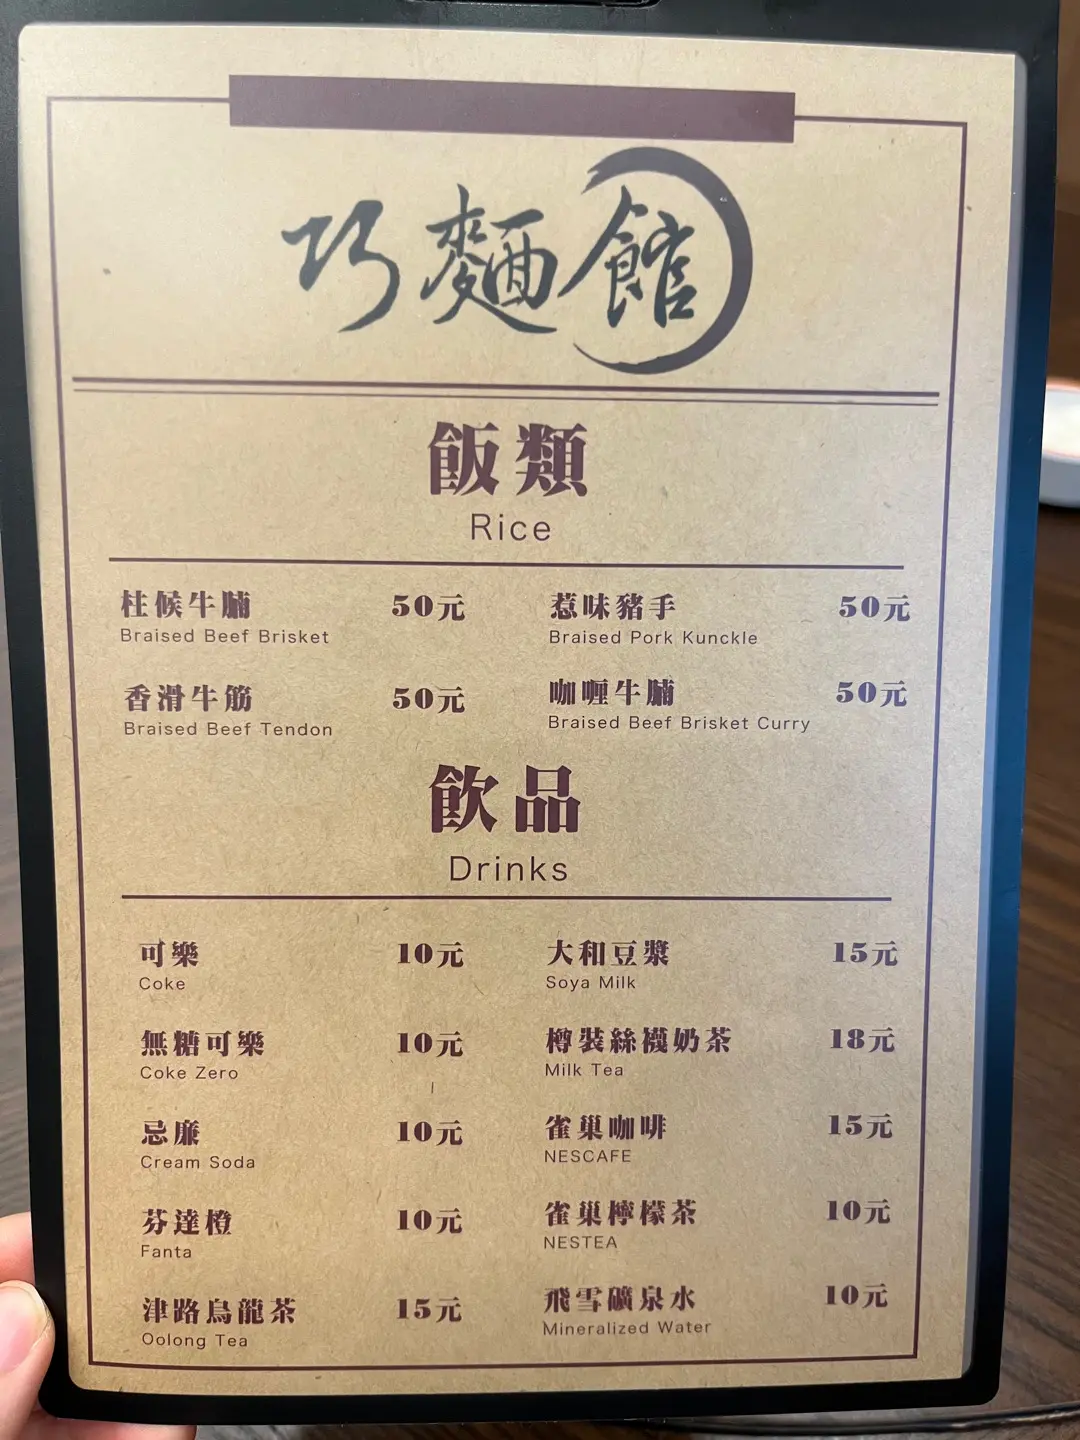 巧麵館
飯類
Rice
柱候牛腩 50元
Braised Beef Brisket
惹味豬手 50元
Braised Pork Kunckle
香滑牛筋 50元
Braised Beef Tendon
咖喱牛腩 50元
Braised Beef Brisket Curry
飲品
Drinks
可樂 10元
Coke
大和豆漿 15元
Soya Milk
無糖可樂 10元
Coke Zero
樽裝絲襪奶茶 18元
Milk Tea
忌廉 10元
Cream Soda
雀巢咖啡 15元
NESCAFE
芬達橙 10元
Fanta
雀巢檸檬茶 10元
NESTEA
津路烏龍茶 15元
Oolong Tea
飛雪礦泉水 10元
Mineralized Water